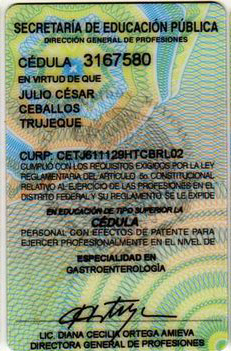 SECRETARÍA DE EDUCACIÓN PÚBLICA
DIRECCIÓN GENERAL DE PROFESIONES
CÉDULA 3167580
EN VIRTUD DE QUE
JULIO CÉSAR
CEBALLOS
TRUJEQUE
CURP: CETJ611129HTCBRL02
CUMPLIÓ CON LOS REQUISITOS EXIGIDOS POR LA LEY
REGLAMENTARIA DEL ARTÍCULO 5o. CONSTITUCIONAL
RELATIVO AL EJERCICIO DE LAS PROFESIONES EN EL
DISTRITO FEDERAL Y SU REGLAMENTO SE LE EXPIDE
EN EDUCACIÓN DE TIPO SUPERIOR LA
CÉDULA
PERSONAL CON EFECTOS DE PATENTE PARA
EJERCER PROFESIONALMENTE EN EL NIVEL DE
ESPECIALIDAD EN
GASTROENTEROLOGÍA
LIC. DIANA CECILIA ORTEGA AMIEVA
DIRECTORA GENERAL DE PROFESIONES